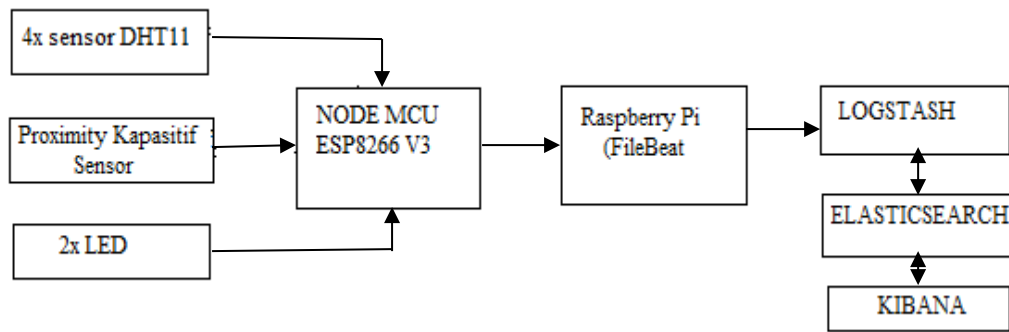 4x sensor DHT11
Proximity Kapasitif
Sensor
2x LED
NODE MCU
ESP8266 V3
Raspberry Pi
(FileBeat
LOGSTASH
ELASTICSEARCH
KIBANA